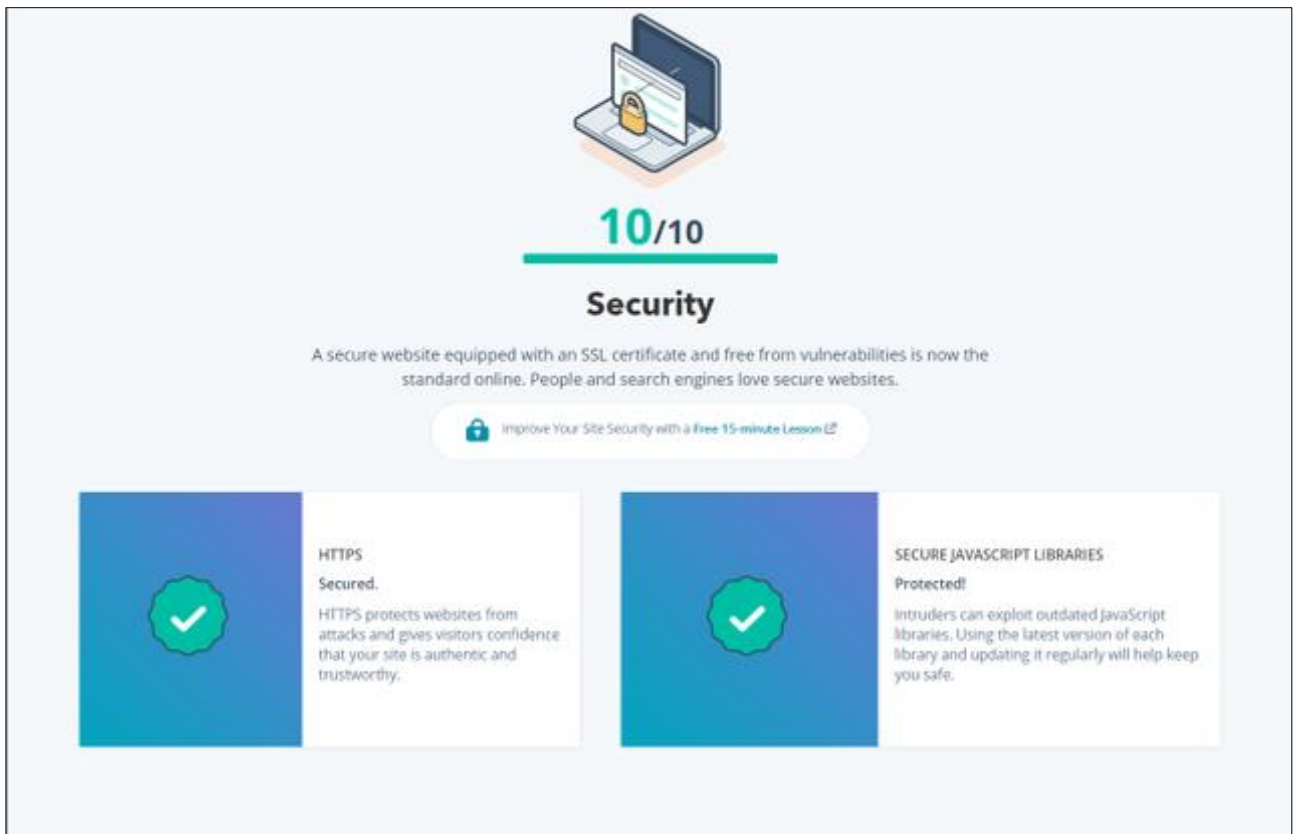 10/10
Security
A secure website equipped with an SSL certificate and free from vulnerabilities is now the
standard online. People and search engines love secure websites.
Improve Your Site Security with a Free 15-minute Lesson
HTTPS
Secured.
HTTPS protects websites from
attacks and gives visitors confidence
that your site is authentic and
trustworthy.
SECURE JAVASCRIPT LIBRARIES
Protected!
Intruders can exploit outdated JavaScript
libraries. Using the latest version of each
library and updating it regularly will help keep
you safe.